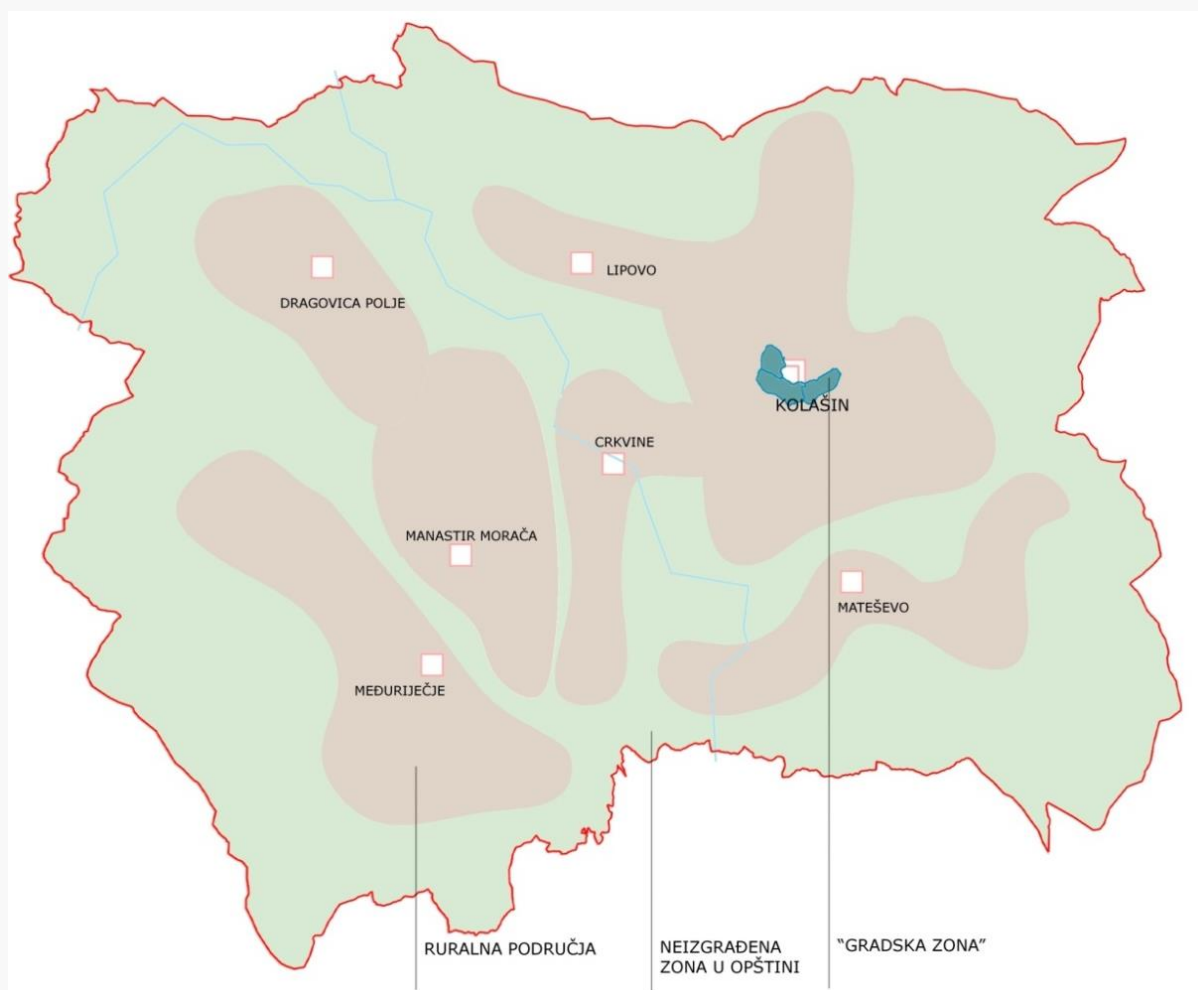 LIPOVO
DRAGOVICA POLJE
KOLAŠIN
CRKVINE
MANASTIR MORAČA
MATEŠEVO
MEĐURIJEČJE
RURALNA PODRUČJA
NEIZGRAĐENA
ZONA U OPŠTINI
“GRADSKA ZONA”